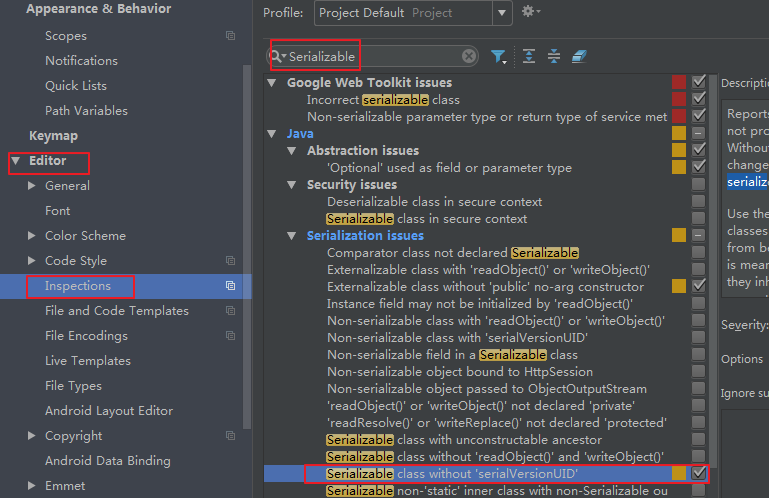 Appearance & Behavior
Scopes
Notifications
Quick Lists
Path Variables
Keymap
Editor
General
Font
Color Scheme
Code Style
Inspections
File and Code Templates
File Encodings
Live Templates
File Types
Android Layout Editor
Copyright
Android Data Binding
Emmet
Profile: Project Default Project
Serializable
Google Web Toolkit issues
Incorrect serializable class
Non-serializable parameter type or return type of service met
Java
Abstraction issues
'Optional' used as field or parameter type
Security issues
Deserializable class in secure context
Serializable class in secure context
Serialization issues
Comparator class not declared Serializable
Externalizable class with 'readObject()' or 'writeObject()'
Externalizable class without 'public' no-arg constructor
Instance field may not be initialized by 'readObject()'
Non-serializable class with 'readObject()' or 'writeObject()'
Non-serializable class with 'serialVersionUID'
Non-serializable field in a Serializable class
Non-serializable object bound to HttpSession
Non-serializable object passed to ObjectOutputStream
'readObject()' or 'writeObject()' not declared 'private'
'readResolve()' or 'writeReplace()' not declared 'protected'
Serializable class with unconstructable ancestor
Serializable class without 'readObject()' and 'writeObject()'
Serializable class without 'serialVersionUID'
Serializable non-'static' inner class with non-Serializable ou
Descriptio
Reports
not pro
Withou
change
serializ
Use the
classes
from be
is mean
they inh
Severity:
Options
Ignore su